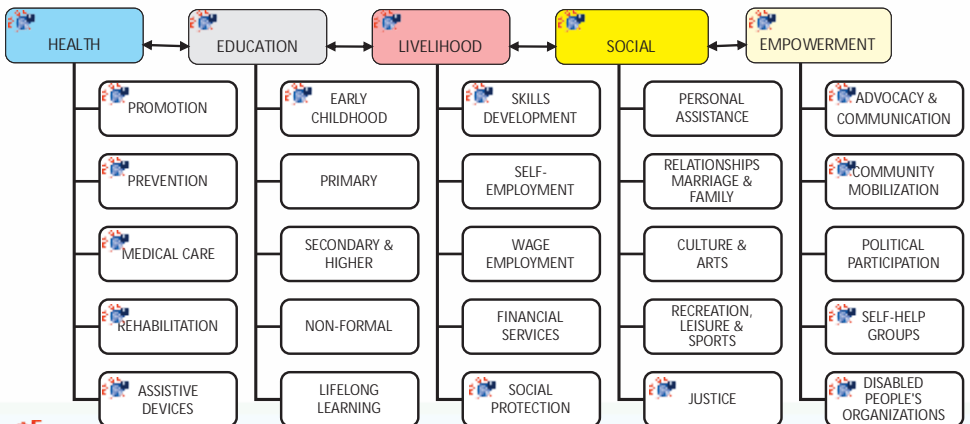 HEALTH
EDUCATION
LIVELIHOOD
SOCIAL
EMPOWERMENT
PROMOTION
PREVENTION
MEDICAL CARE
REHABILITATION
ASSISTIVE
DEVICES
EARLY
CHILDHOOD
PRIMARY
SECONDARY &
HIGHER
NON-FORMAL
LIFELONG
LEARNING
SKILLS
DEVELOPMENT
SELF-
EMPLOYMENT
WAGE
EMPLOYMENT
FINANCIAL
SERVICES
SOCIAL
PROTECTION
PERSONAL
ASSISTANCE
RELATIONSHIPS
MARRIAGE &
FAMILY
CULTURE &
ARTS
RECREATION,
LEISURE &
SPORTS
JUSTICE
ADVOCACY &
COMMUNICATION
COMMUNITY
MOBILIZATION
POLITICAL
PARTICIPATION
SELF-HELP
GROUPS
DISABLED
PEOPLE'S
ORGANIZATIONS